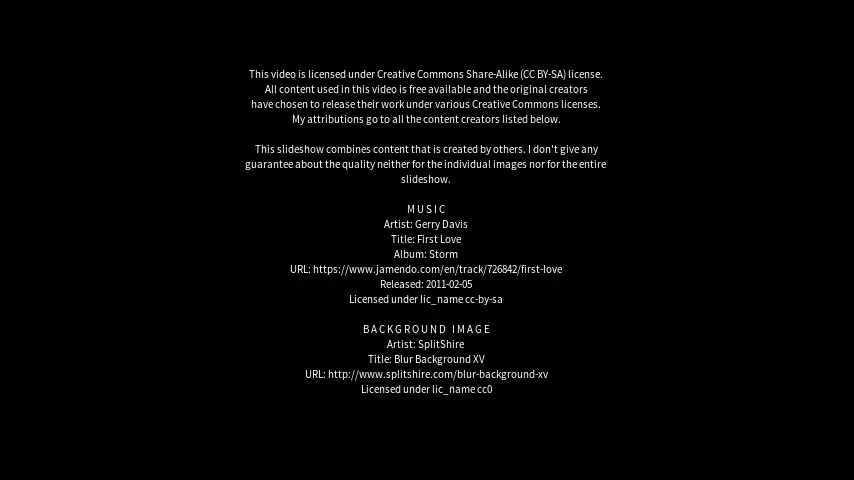 This video is licensed under Creative Commons Share-Alike (CC BY-SA) license.
All content used in this video is free available and the original creators
have chosen to release their work under various Creative Commons licenses.
My attributions go to all the content creators listed below.
This slideshow combines content that is created by others. I don't give any
guarantee about the quality neither for the individual images nor for the entire
slideshow.
MUSIC
Artist: Gerry Davis
Title: First Love
Album: Storm
URL: https://www.jamendo.com/en/track/726842/first-love
Released: 2011-02-05
Licensed under lic_name cc-by-sa
BACKGROUND IMAGE
Artist: SplitShire
Title: Blur Background XV
URL: http://www.splitshire.com/blur-background-xv
Licensed under lic_name cc0